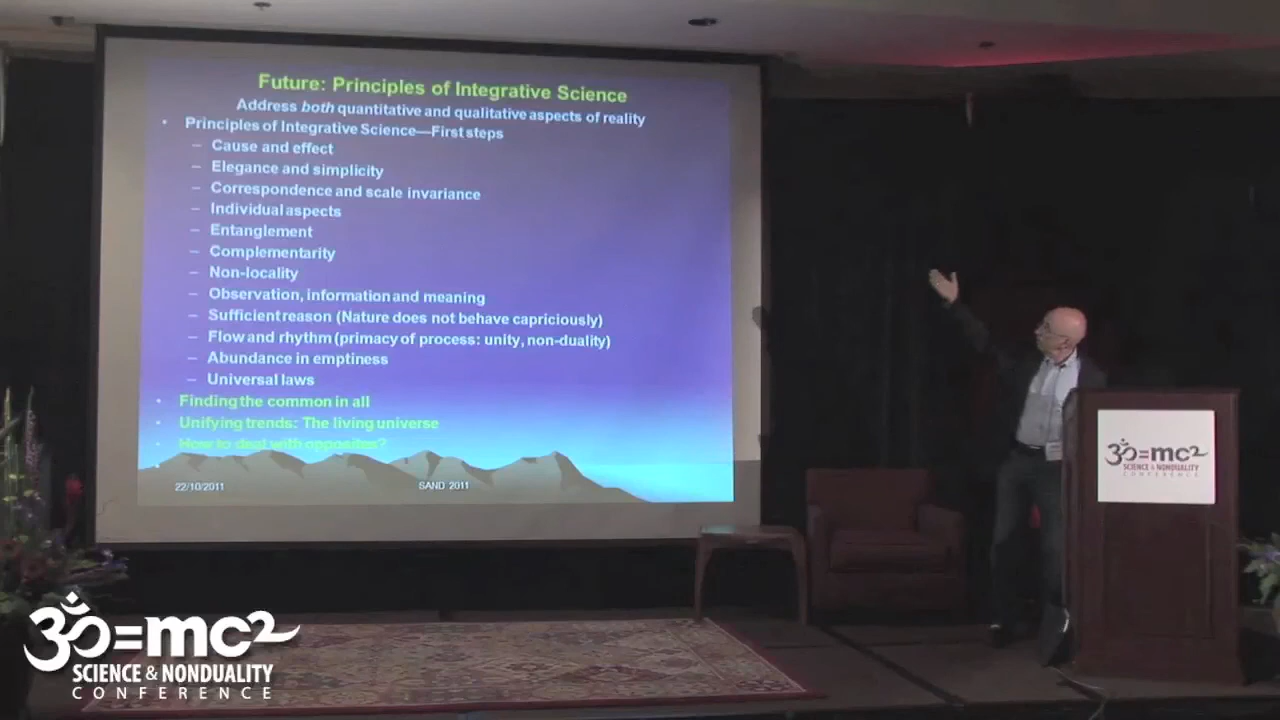 Future: Principles of Integrative Science
Address both quantitative and qualitative aspects of reality
• Principles of Integrative Science—First steps
– Cause and effect
– Elegance and simplicity
– Correspondence and scale invariance
– Individual aspects
– Entanglement
– Complementarity
– Non-locality
– Observation, information and meaning
– Sufficient reason (Nature does not behave capriciously)
– Flow and rhythm (primacy of process: unity, non-duality)
– Abundance in emptiness
– Universal laws
• Finding the common in all
• Unifying trends: The living universe
• How to deal with opposites?
22/10/2011
SAND 2011
ॐ=mc2
SCIENCE & NONDUALITY
CONFERENCE
ॐ=mc2
SCIENCE & NONDUALITY
CONFERENCE